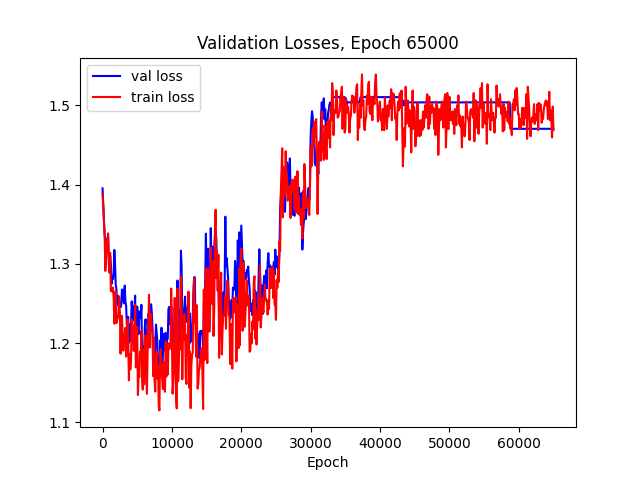 Validation Losses, Epoch 65000
val loss
train loss
1.5
1.4
1.3
1.2
1.1
0 10000 20000 30000 40000 50000 60000
Epoch